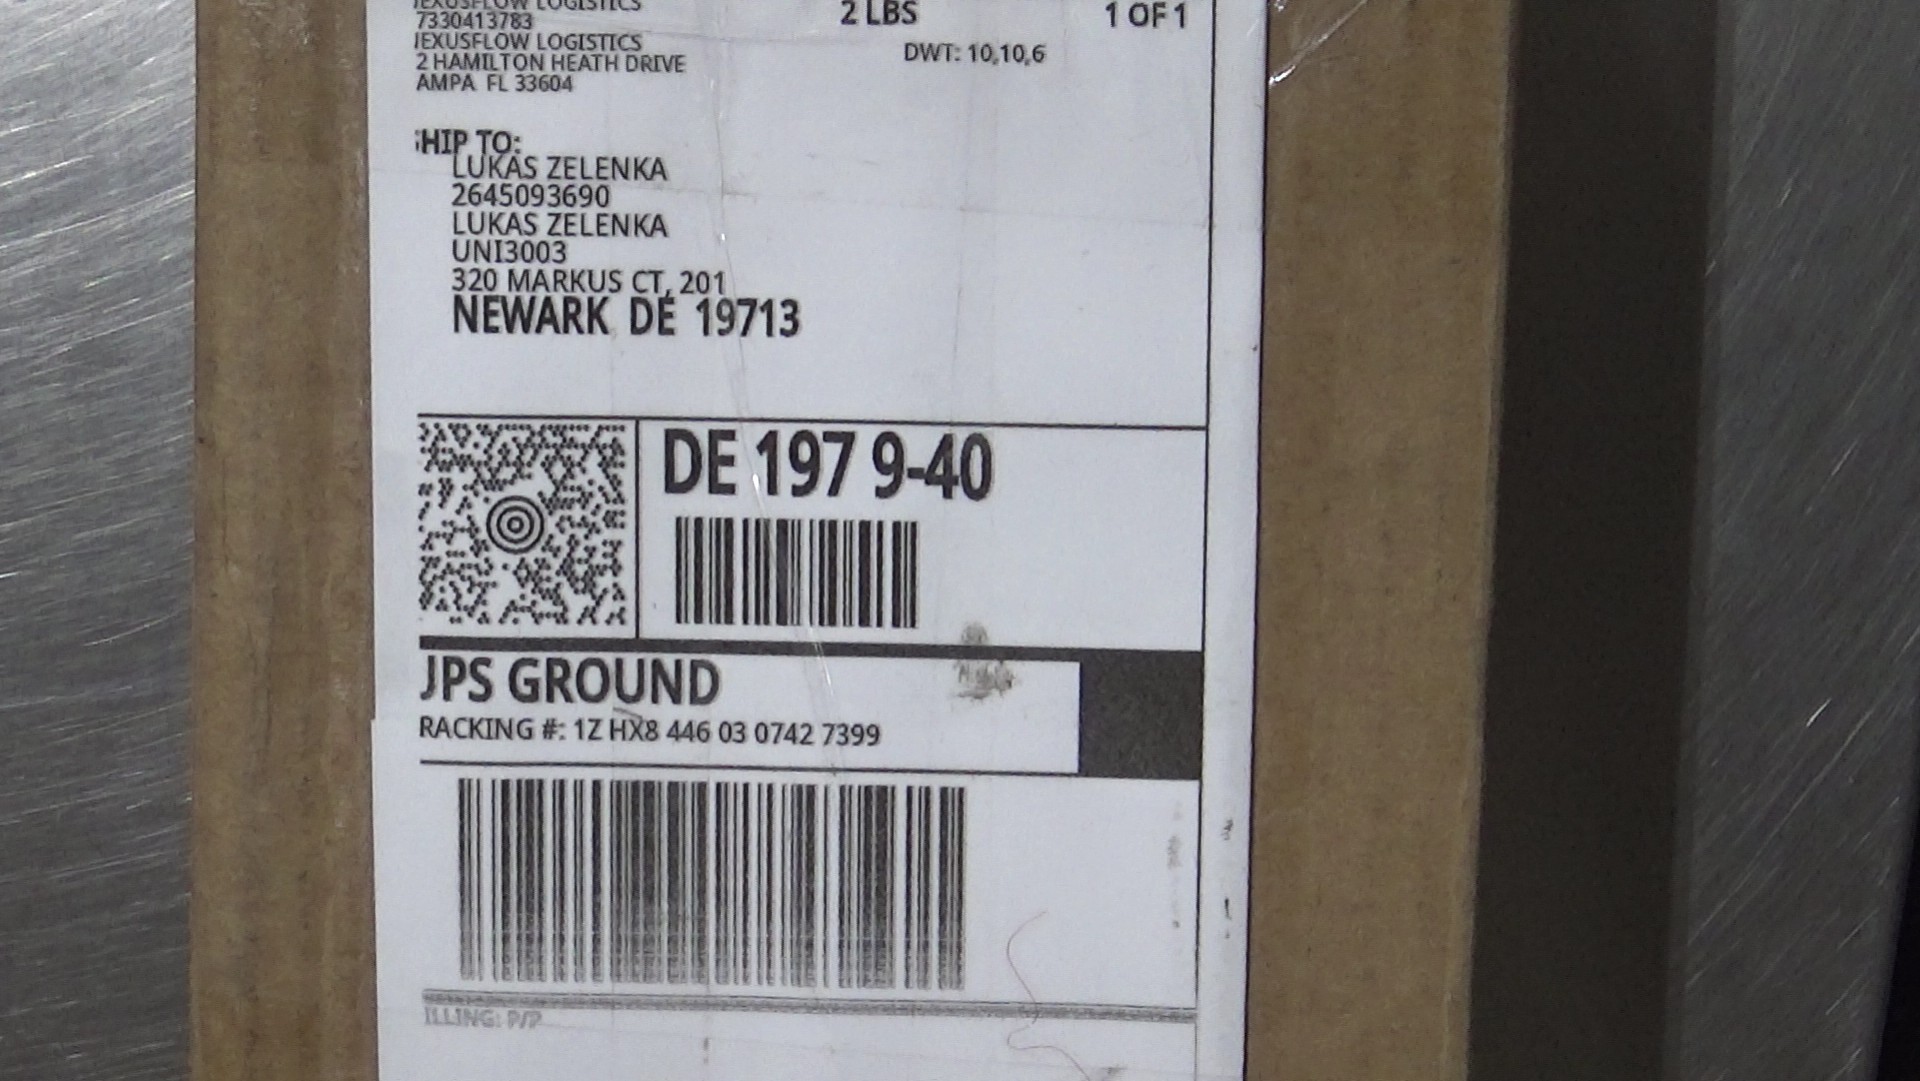 IEXUSFLOW LOGISTICS
2 LBS
1 OF 1
7330413783
IEXUSFLOW LOGISTICS
DWT: 10,10,6
2 HAMILTON HEATH DRIVE
AMPA FL 33604
HIP TO:
LUKAS ZELENKA
2645093690
LUKAS ZELENKA
UNI3003
320 MARKUS CT, 201
NEWARK DE 19713
DE 197 9-40
JPS GROUND
RACKING #: 1Z HX8 446 03 0742 7399
ILLING: P/P